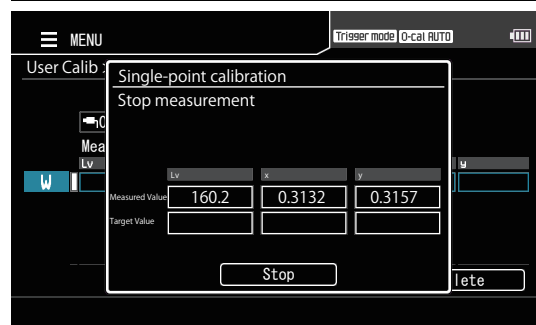 MENU
Trigger mode 0-cal AUTO
User Calib >
Single-point calibration
Stop measurement
Mea
Lv
y
W
Lv x y
Measured Value 160.2 0.3132 0.3157
Target Value
Stop
lete